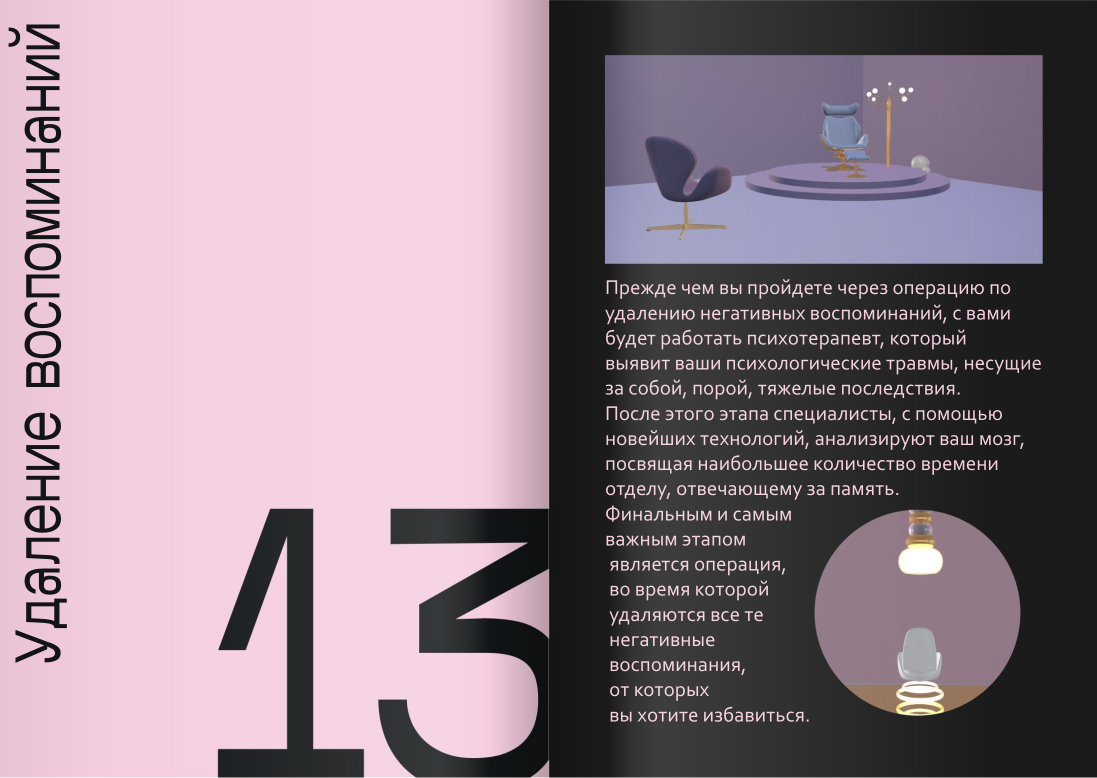 Удаление воспоминаний
13
Прежде чем вы пройдете через операцию по
удалению негативных воспоминаний, с вами
будет работать психотерапевт, который
выявит ваши психологические травмы, несущие
за собой, порой, тяжелые последствия.
После этого этапа специалисты, с помощью
новейших технологий, анализируют ваш мозг,
посвящая наибольшее количество времени
отделу, отвечающему за память.
Финальным и самым
важным этапом
является операция,
во время которой
удаляются все те
негативные
воспоминания,
от которых
вы хотите избавиться.